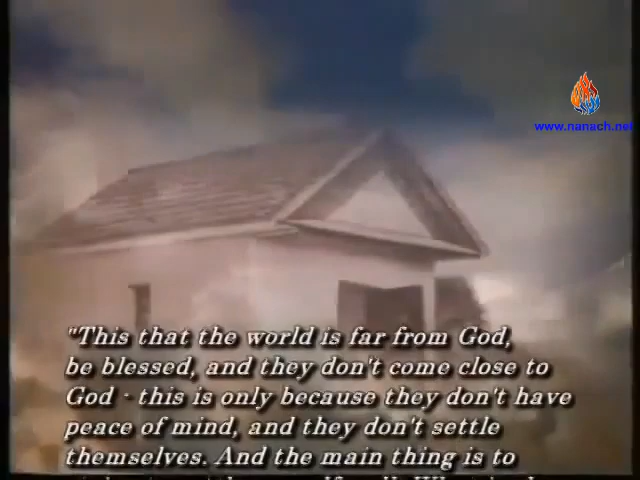 www.nanach.net
"This that the world is far from God,
be blessed, and they don't come close to
God - this is only because they don't have
peace of mind, and they don't settle
themselves. And the main thing is to